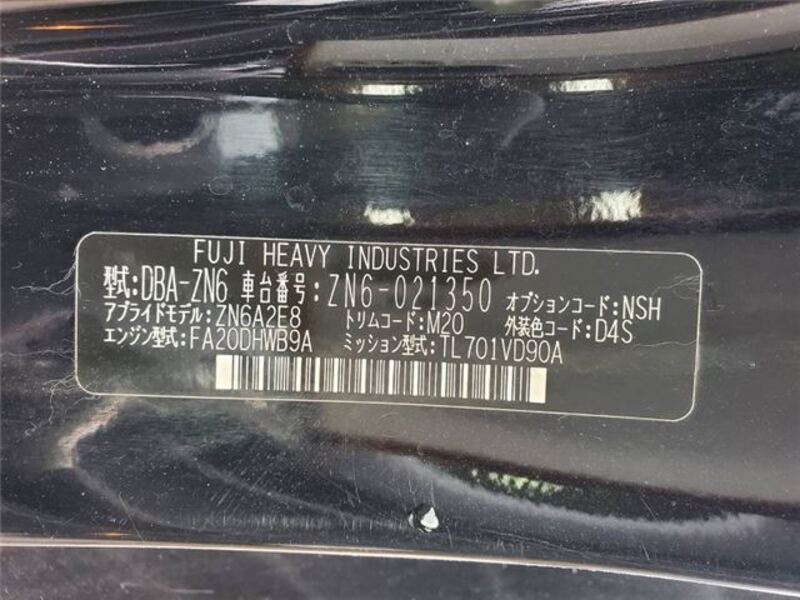 FUJI HEAVY INDUSTRIES LTD.
型式:DBA-ZN6 車台番号:ZN6-021350 オプションコード:NSH
アプライドモデル:ZN6A2E8 トリムコード:M20 外装色コード:D4S
エンジン型式:FA20DHWB9A ミッション型式:TL701VD90A